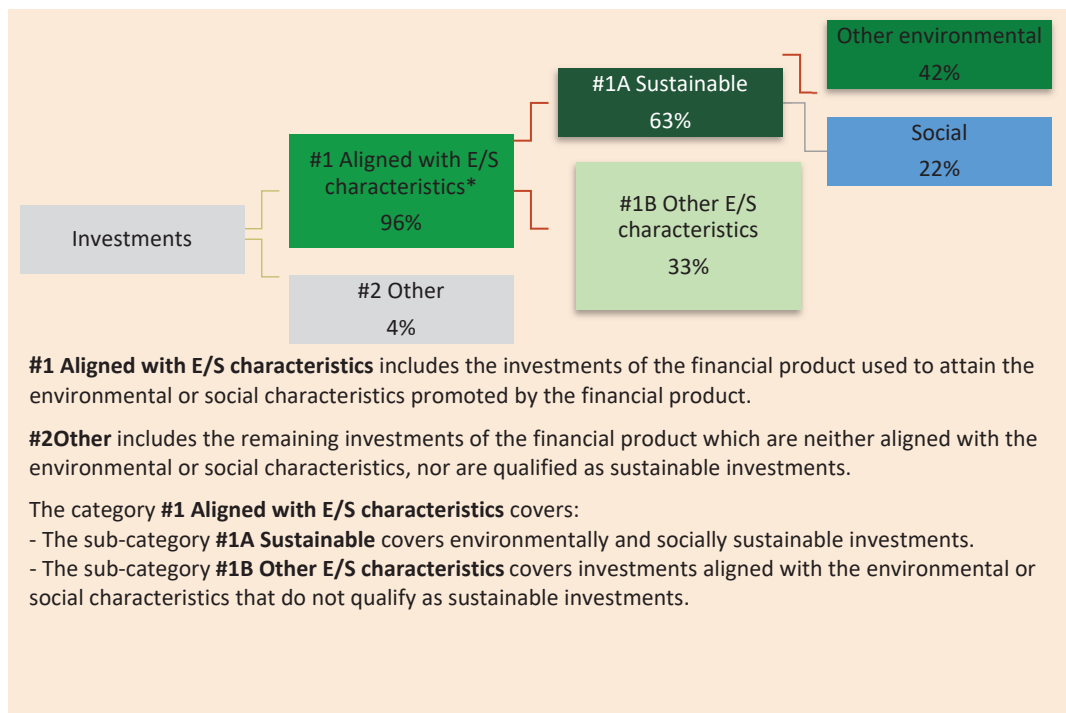 Other environmental
42%
#1A Sustainable
63%
Social
22%
#1 Aligned with E/S
characteristics*
96%
#1B Other E/S
characteristics
33%
Investments
#2 Other
4%
#1 Aligned with E/S characteristics includes the investments of the financial product used to attain the
environmental or social characteristics promoted by the financial product.
#2Other includes the remaining investments of the financial product which are neither aligned with the
environmental or social characteristics, nor are qualified as sustainable investments.
The category #1 Aligned with E/S characteristics covers:
- The sub-category #1A Sustainable covers environmentally and socially sustainable investments.
- The sub-category #1B Other E/S characteristics covers investments aligned with the environmental or
social characteristics that do not qualify as sustainable investments.